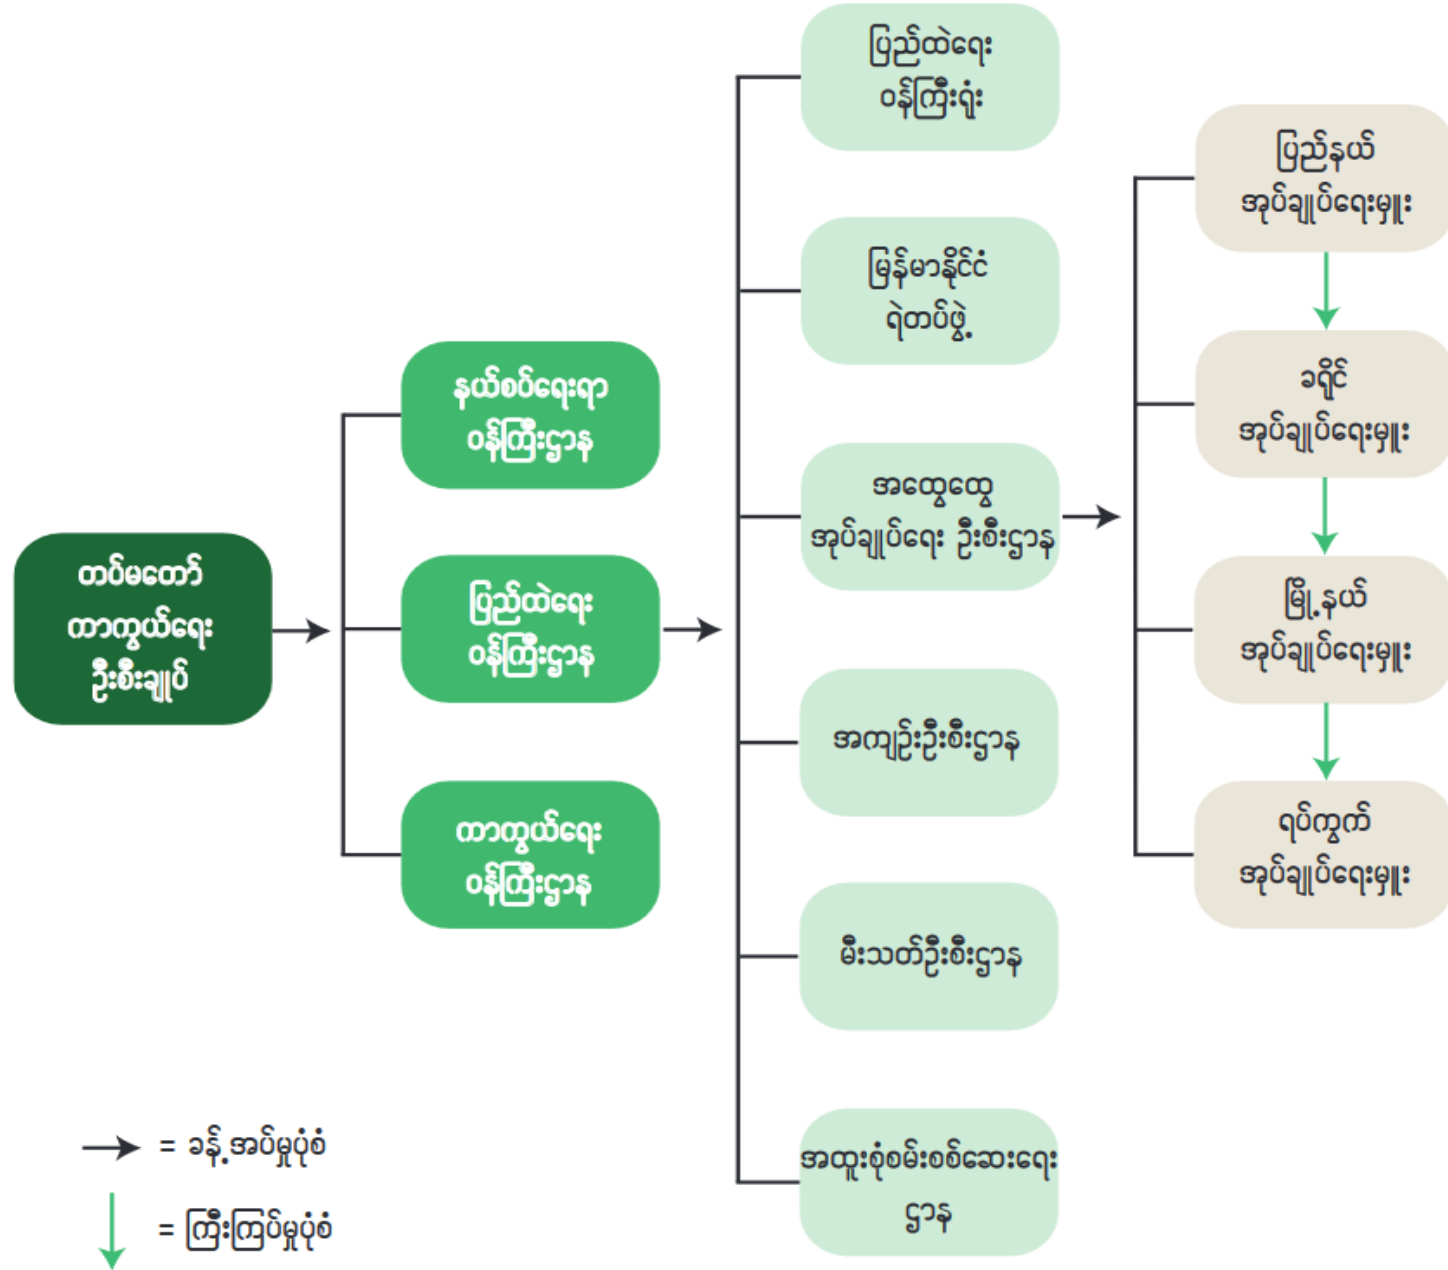 တပ်မတော်
ကာကွယ်ရေး
ဦးစီးချုပ်
နယ်စပ်ရေးရာ
ဝန်ကြီးဌာန
ပြည်ထဲရေး
ဝန်ကြီးဌာန
ကာကွယ်ရေး
ဝန်ကြီးဌာန
ပြည်ထဲရေး
ဝန်ကြီးရုံး
မြန်မာနိုင်ငံ
ရဲတပ်ဖွဲ့
အထွေထွေ
အုပ်ချုပ်ရေး ဦးစီးဌာန
အကျဉ်းဦးစီးဌာန
မီးသတ်ဦးစီးဌာန
အထူးစုံစမ်းစစ်ဆေးရေး
ဌာန
ပြည်နယ်
အုပ်ချုပ်ရေးမှူး
ခရိုင်
အုပ်ချုပ်ရေးမှူး
မြို့နယ်
အုပ်ချုပ်ရေးမှူး
ရပ်ကွက်
အုပ်ချုပ်ရေးမှူး
= ခန့်အပ်မှုပုံစံ
= ကြီးကြပ်မှုပုံစံ